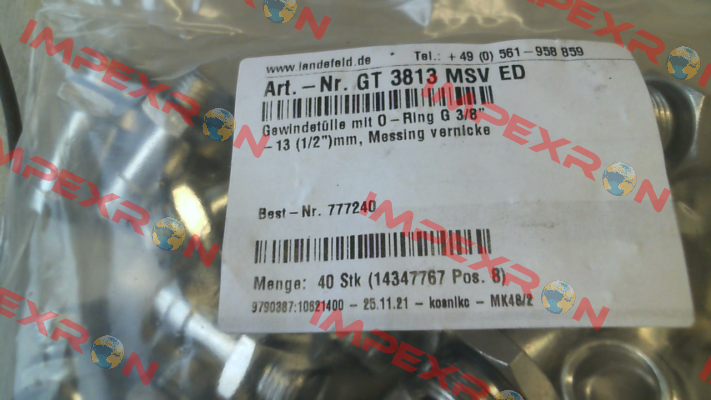 www.landefeld.de Tel.: +49 (0) 561-958 859
Art.-Nr. GT 3813 MSV ED
Gewindetülle mit O-Ring G 3/8"
-13 (1/2")mm, Messing vernicke
Best-Nr. 777240
Menge: 40 Stk (14347767 Pos. 8)
9790387:10621400 - 25.11.21 - kosniko - MK48/2
IMPEXRON
IMPEXRON
IMPEXRON
IMPEXRON
IMPEXRON